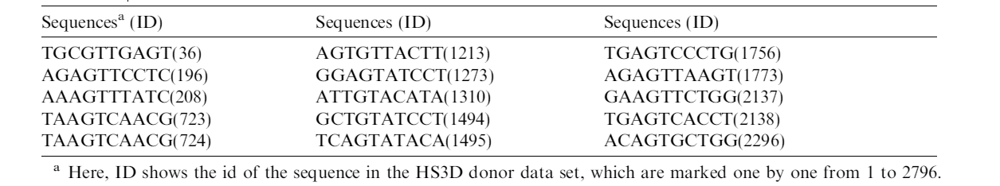 Sequencesᵃ (ID) Sequences (ID) Sequences (ID)
TGCGTTGAGT(36) AGTGTTACTT(1213) TGAGTCCCTG(1756)
AGAGTTCCTC(196) GGAGTATCCT(1273) AGAGTTAAGT(1773)
AAAGTTTATC(208) ATTGTACATA(1310) GAAGTTCTGG(2137)
TAAGTCAACG(723) GCTGTATCCT(1494) TGAGTCACCT(2138)
TAAGTCAACG(724) TCAGTATACA(1495) ACAGTGCTGG(2296)
ᵃ Here, ID shows the id of the sequence in the HS3D donor data set, which are marked one by one from 1 to 2796.